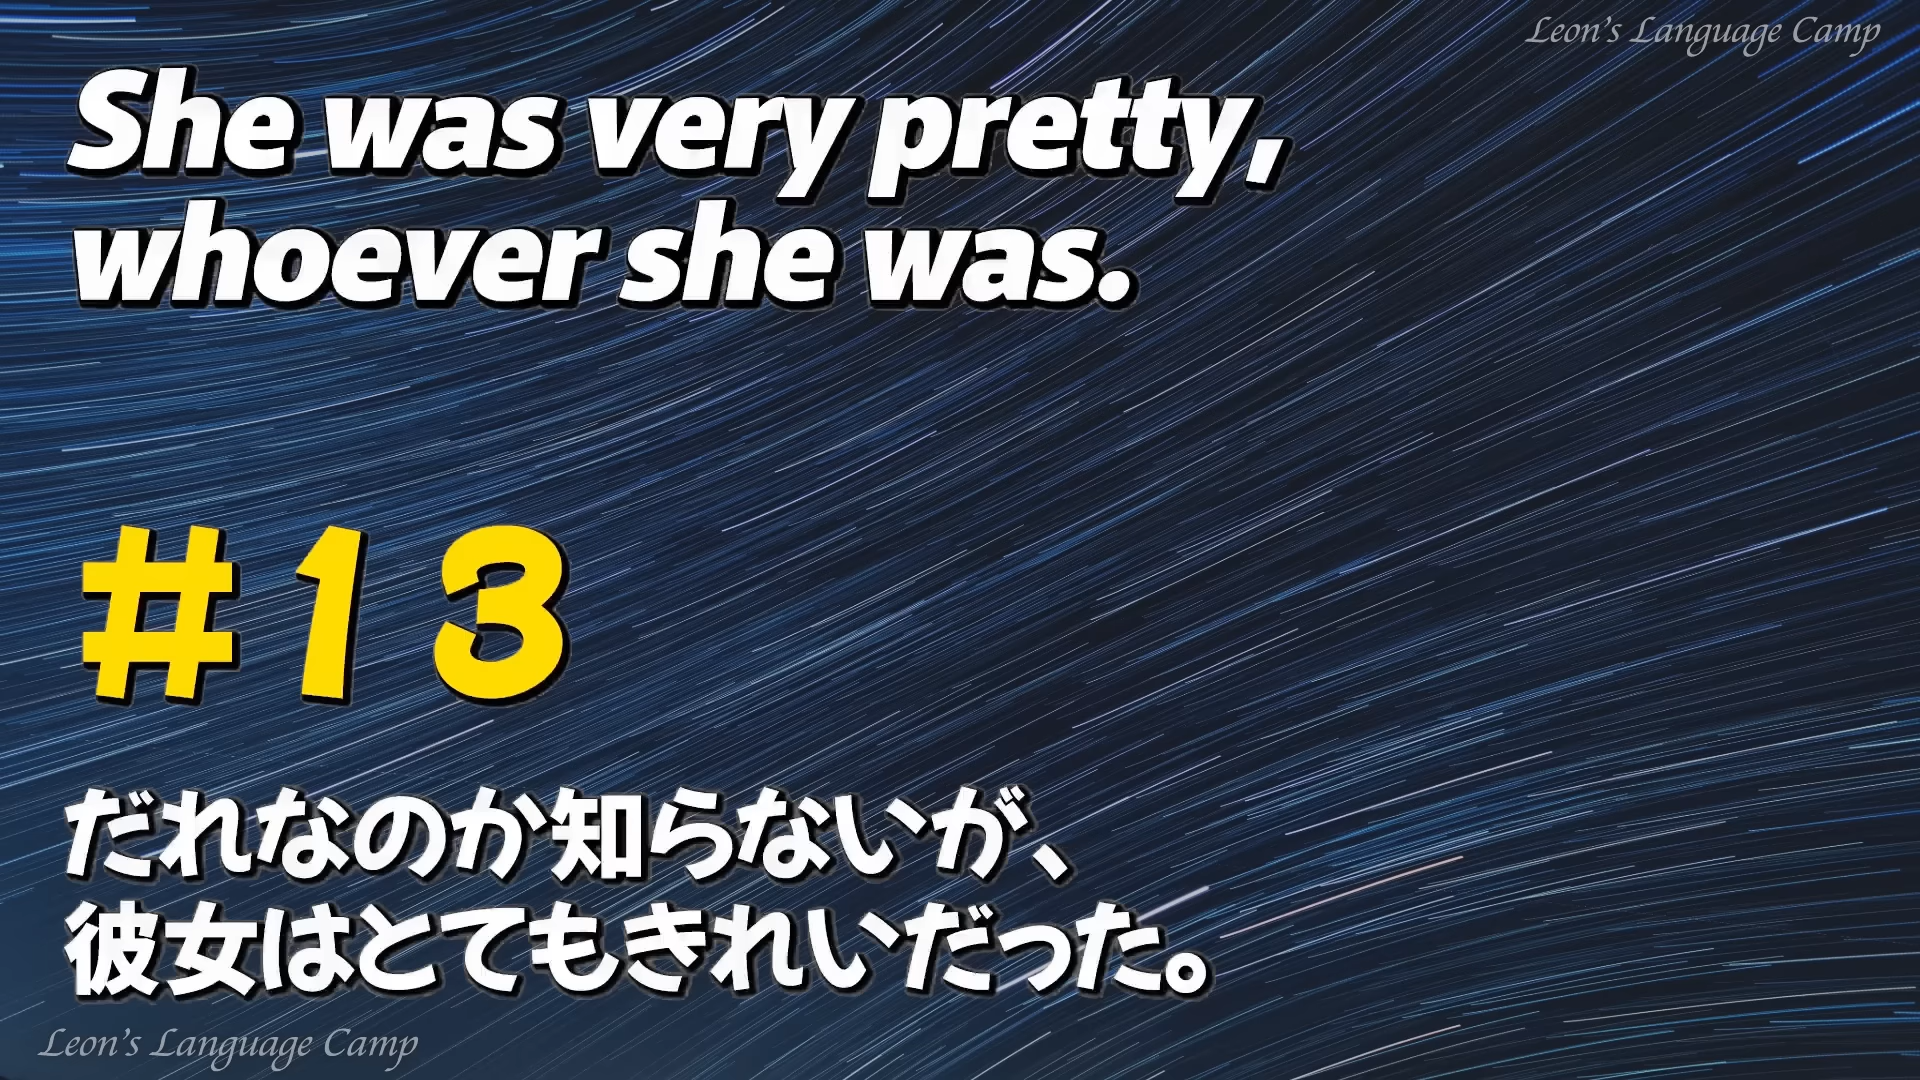 Leon's Language Camp
She was very pretty,
whoever she was.
#13
だれなのか知らないが、
彼女はとてもきれいだった。
Leon's Language Camp